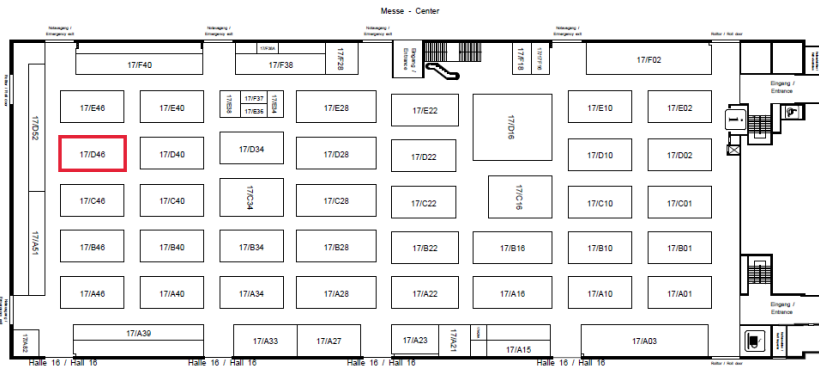 Messe - Center
Notausgang / Emergency exit
Notausgang / Emergency exit
Notausgang / Emergency exit
Notausgang / Emergency exit
17/F40
17/F38
17/F28
Eingang / Entrance
17/F18
17/F02
Eingang / Entrance
17/D52
17/E46
17/E40
17/E38
17/F37
17/E36
17/E34
17/E28
17/E22
17/D16
17/E10
17/E02
i
17/D46
17/D40
17/D34
17/D28
17/D22
17/D10
17/D02
17/C46
17/C40
17/C34
17/C28
17/C22
17/C16
17/C10
17/C01
17/A51
17/B46
17/B40
17/B34
17/B28
17/B22
17/B16
17/B10
17/B01
17/A46
17/A40
17/A34
17/A28
17/A22
17/A16
17/A10
17/A01
Eingang / Entrance
17/A52
17/A39
17/A33
17/A27
17/A23
17/A21
17/A15
17/A03
Halle 16 / Hall 16
Halle 16 / Hall 16
Halle 16 / Hall 16
Halle 16 / Hall 16